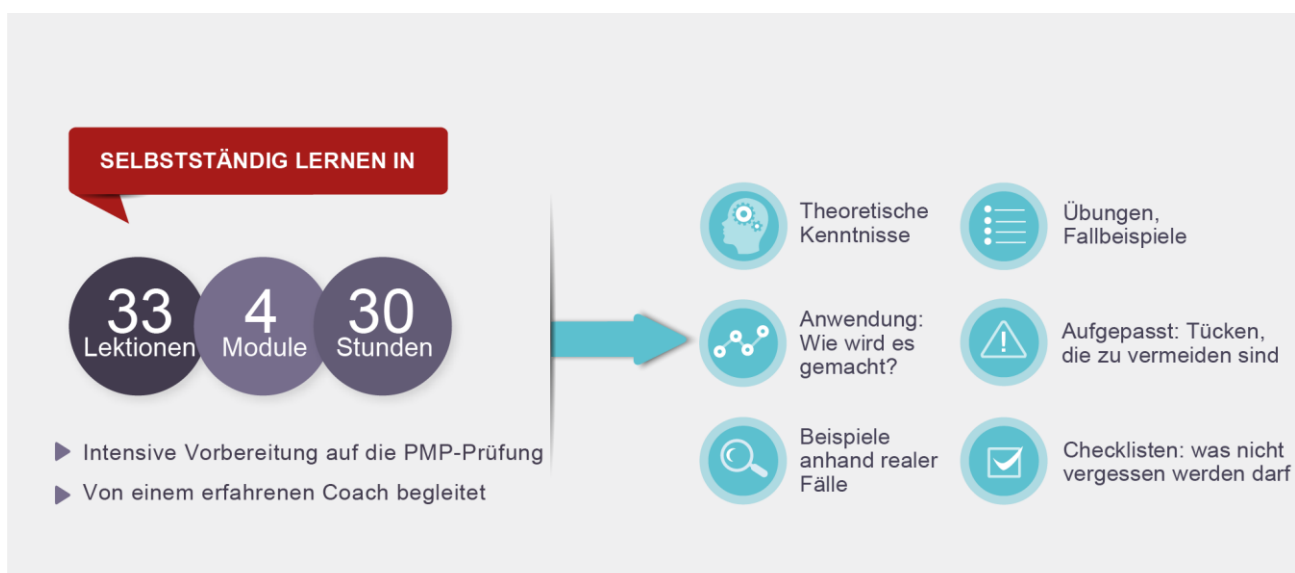 SELBSTSTÄNDIG LERNEN IN
33
Lektionen
4
Module
30
Stunden
Intensive Vorbereitung auf die PMP-Prüfung
Von einem erfahrenen Coach begleitet
Theoretische
Kenntnisse
Übungen,
Fallbeispiele
Anwendung:
Wie wird es
gemacht?
Aufgepasst: Tücken,
die zu vermeiden sind
Beispiele
anhand realer
Fälle
Checklisten: was nicht
vergessen werden darf